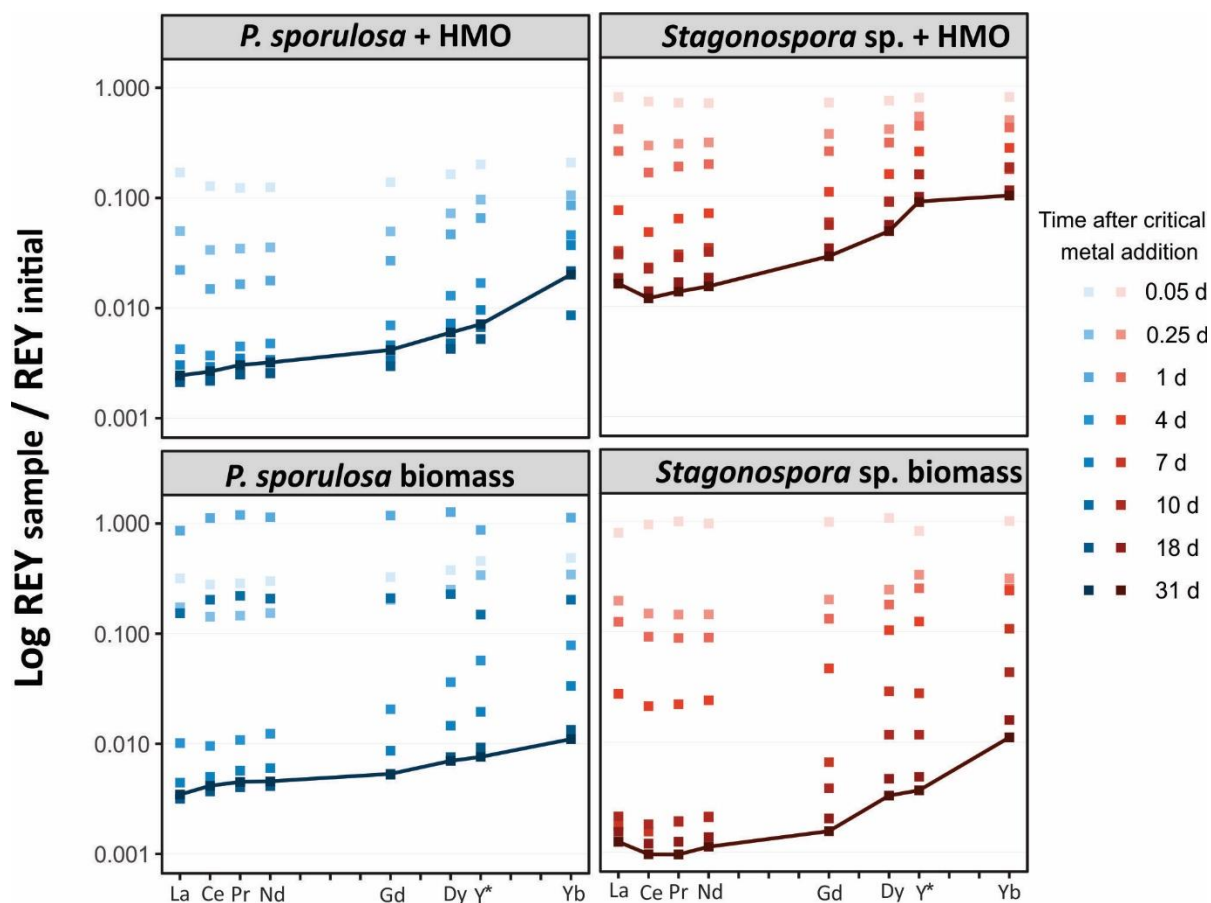 P. sporulosa + HMO
Stagonospora sp. + HMO
Log REY sample / REY initial
1.000
0.100
0.010
0.001
P. sporulosa biomass
Stagonospora sp. biomass
1.000
0.100
0.010
0.001
La Ce Pr Nd Gd Dy Y* Yb
La Ce Pr Nd Gd Dy Y* Yb
Time after critical
metal addition
0.05 d
0.25 d
1 d
4 d
7 d
10 d
18 d
31 d